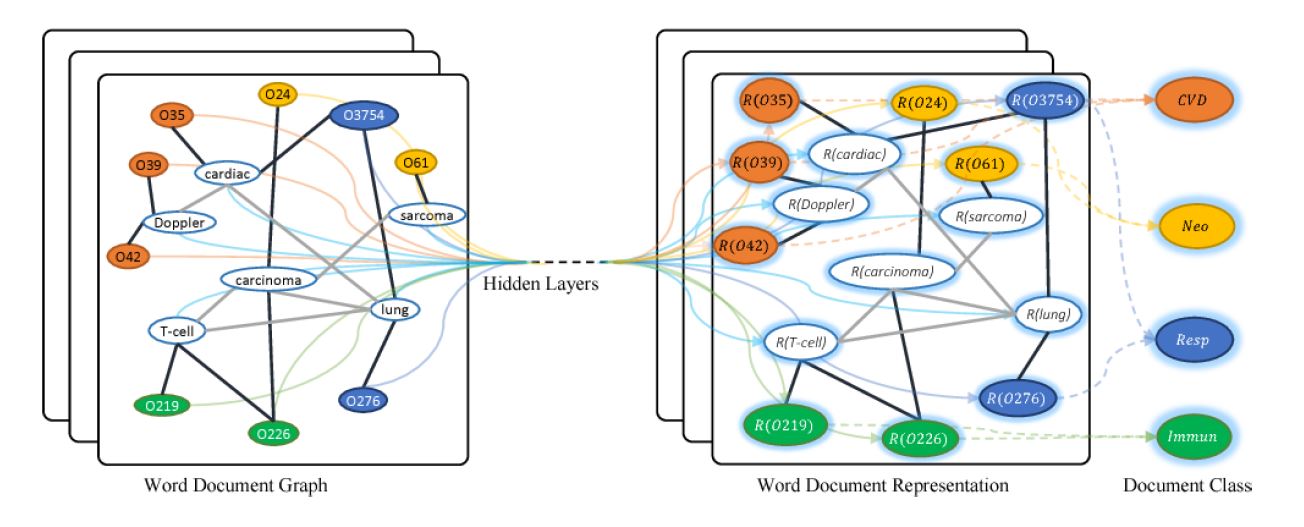 O24
O35
O3754
O39
O61
cardiac
Doppler
sarcoma
O42
carcinoma
lung
T-cell
O219
O276
O226
Word Document Graph
Hidden Layers
R(O35)
R(O24)
R(O3754)
R(cardiac)
R(O39)
R(O61)
R(Doppler)
R(sarcoma)
R(O42)
R(carcinoma)
R(lung)
R(T-cell)
R(O276)
R(O219)
R(O226)
Word Document Representation
CVD
Neo
Resp
Immun
Document Class